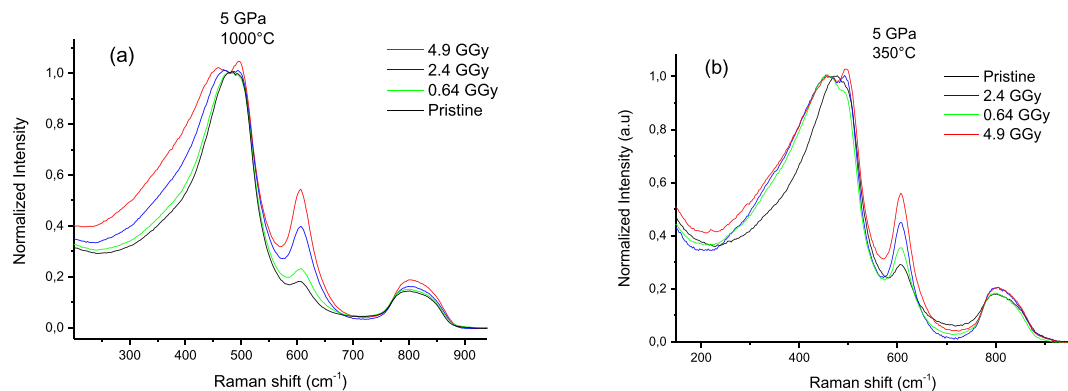 5 GPa
1000°C
(a)
4.9 GGy
2.4 GGy
0.64 GGy
Pristine
1,0
0,8
0,6
0,4
0,2
0,0
300 400 500 600 700 800 900
Normalized Intensity
Raman shift (cm-1)
5 GPa
350°C
(b)
Pristine
2.4 GGy
0.64 GGy
4.9 GGy
1,0
0,8
0,6
0,4
0,2
0,0
200 400 600 800
Normalized Intensity (a.u)
Raman shift (cm-1)